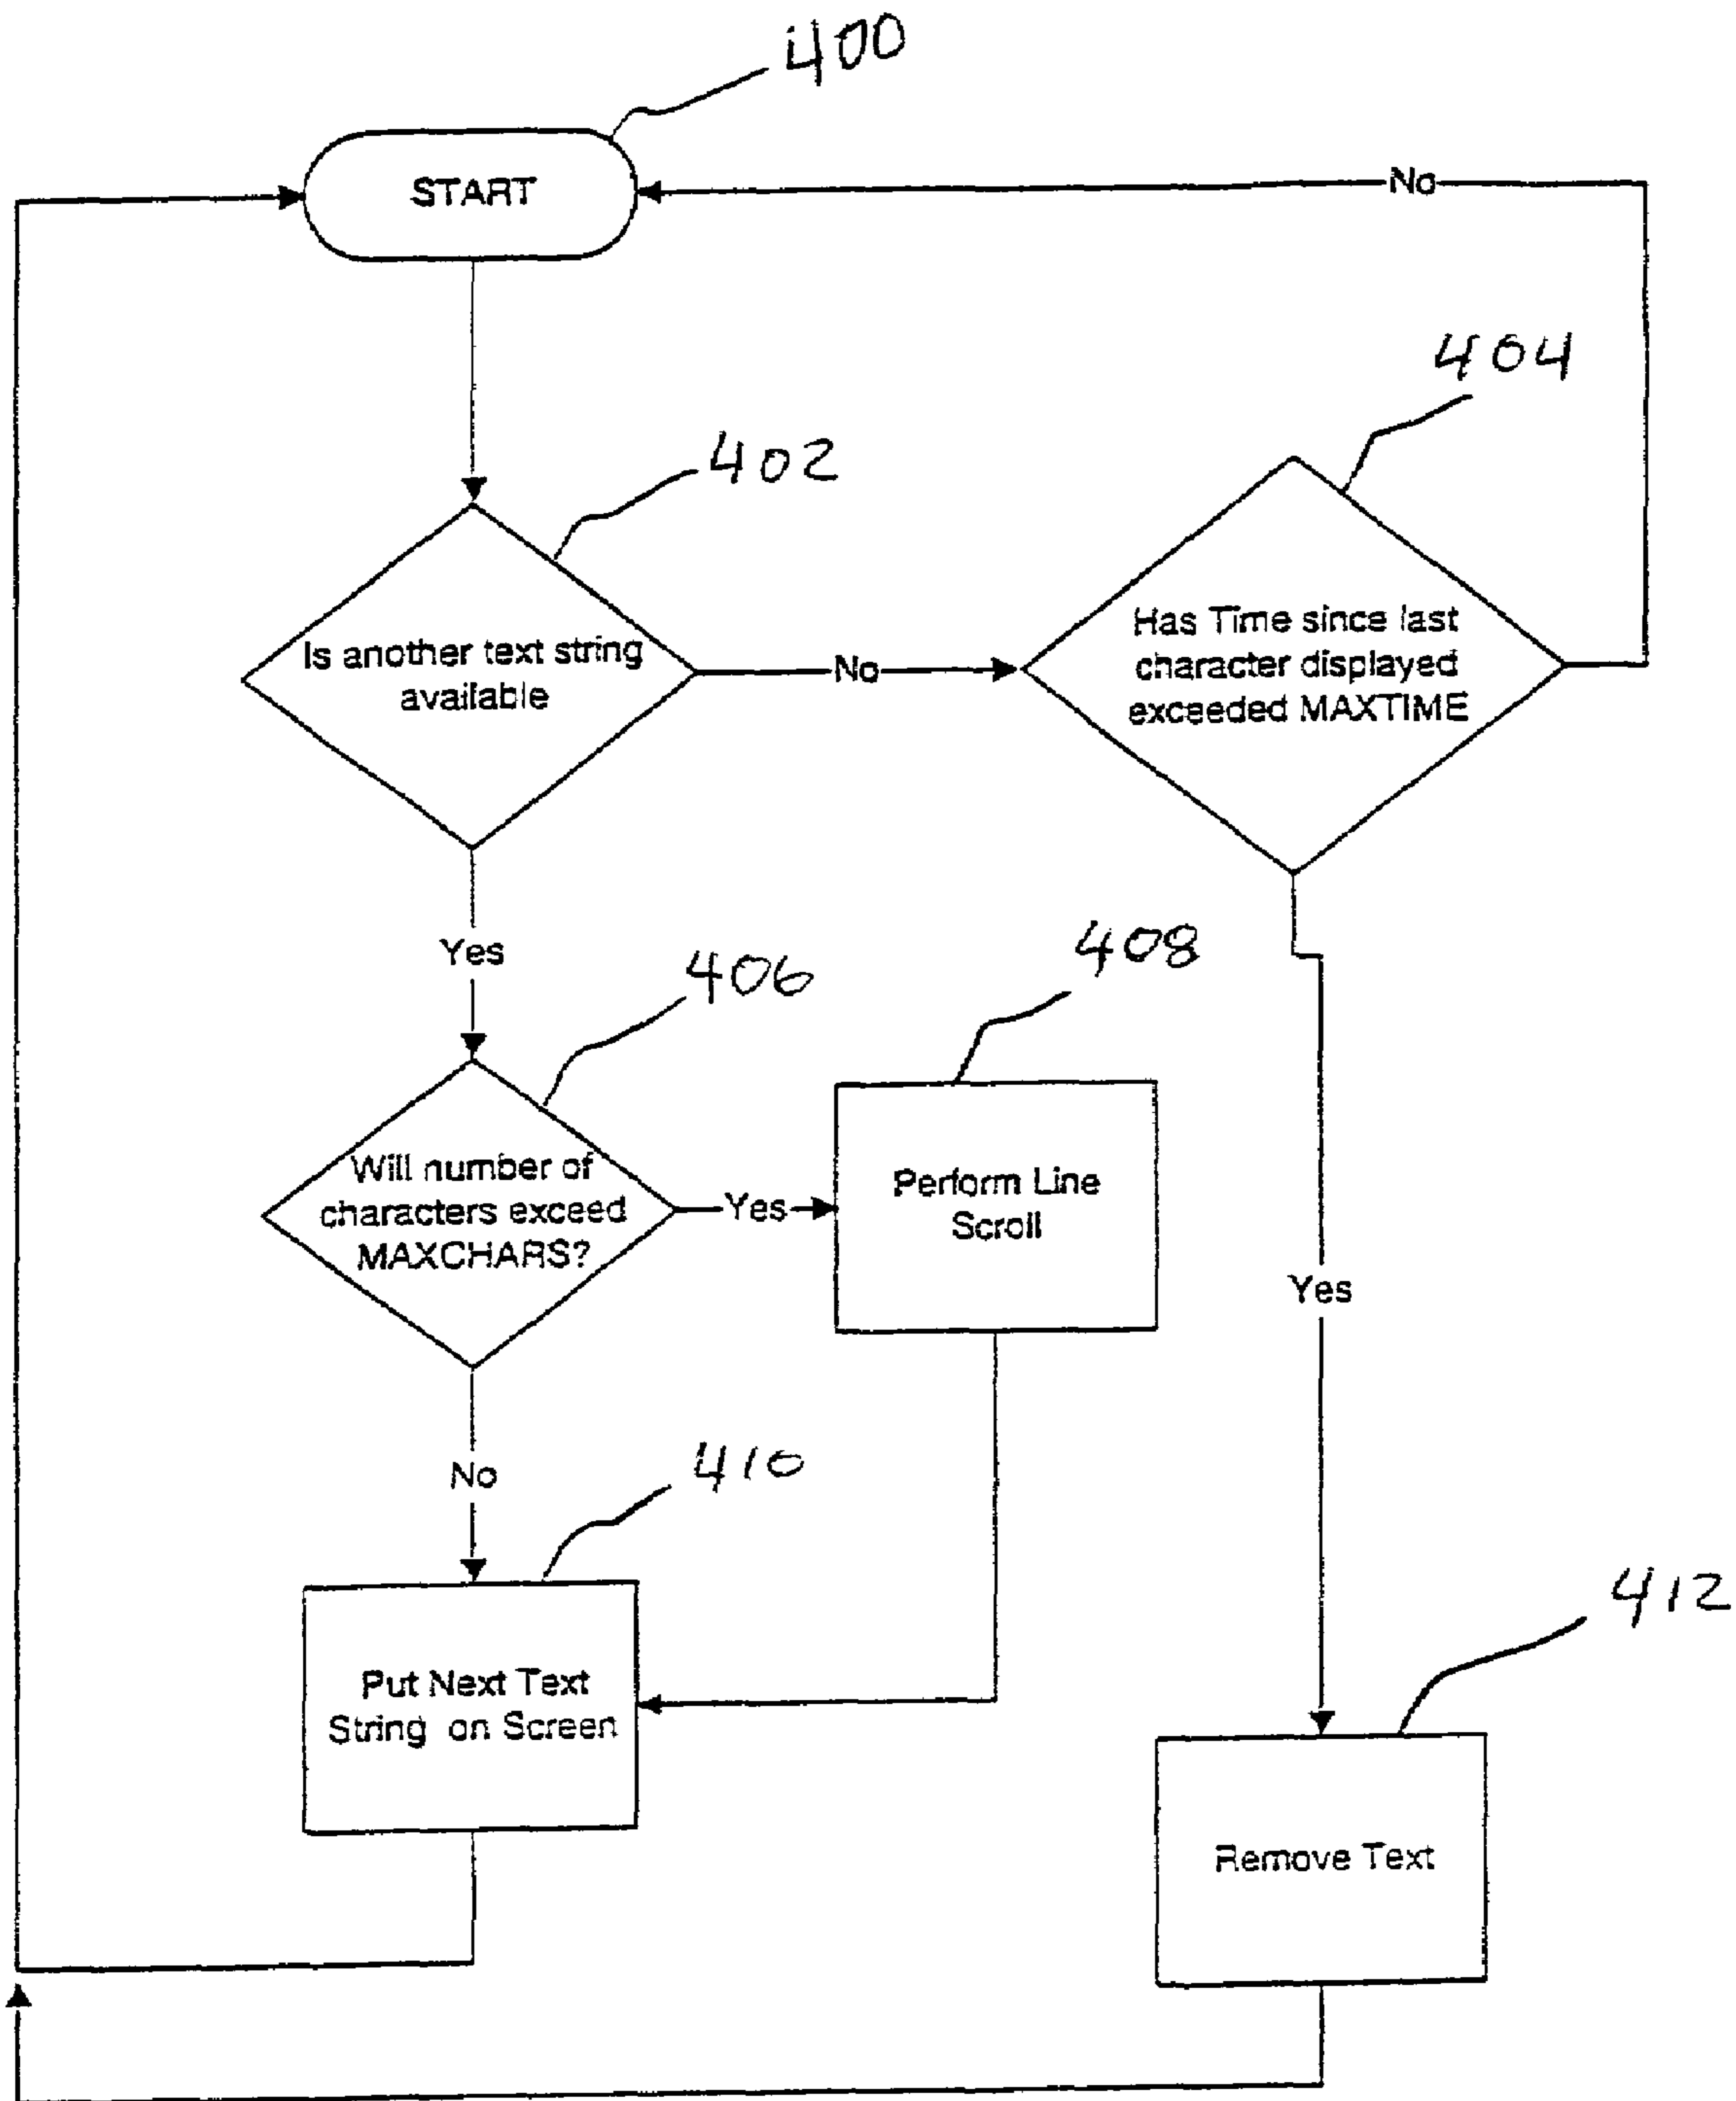 400
START
No
404
402
Is another text string
available
No
Has Time since last
character displayed
exceeded MAXTIME
Yes
406
408
Will number of
characters exceed
MAXCHARS?
Yes
Perform Line
Scroll
Yes
No
410
Put Next Text
String on Screen
412
Remove Text